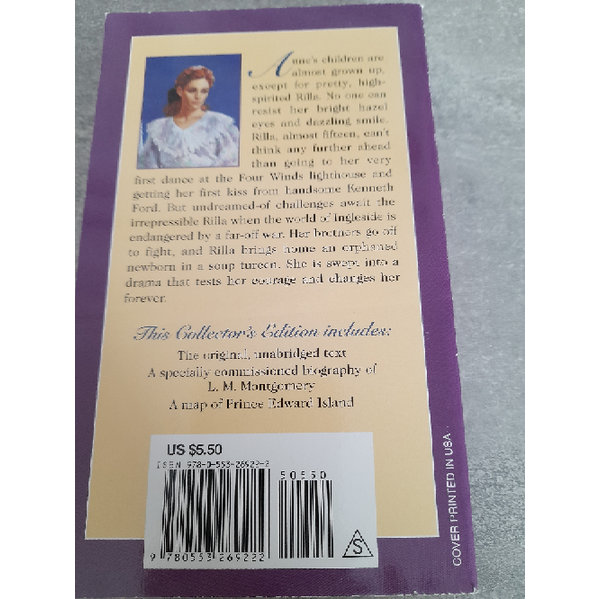 Anne's children are
almost grown up,
except for pretty, high-
spirited Rilla. No one can
resist her bright hazel
eyes and dazzling smile.
Rilla, almost fifteen, can't
think any further ahead
than going to her very
first dance at the Four Winds lighthouse and
getting her first kiss from handsome Kenneth
Ford. But undreamed-of challenges await the
irrepressible Rilla when the world of Ingleside is
endangered by a far-off war. Her brothers go off
to fight, and Rilla brings home an orphaned
newborn in a soup tureen. She is swept into a
drama that tests her courage and changes her
forever.
This Collector's Edition includes:
The original, unabridged text
A specially commissioned biography of
L. M. Montgomery
A map of Prince Edward Island
US $5.50
ISBN 978-0-553-26922-2
50550
9 780553 269222
S
COVER PRINTED IN USA